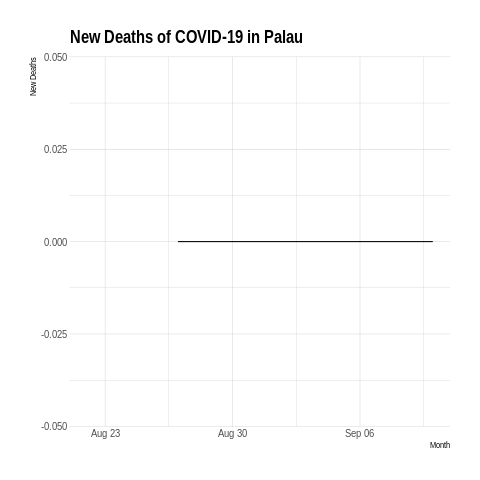 New Deaths of COVID-19 in Palau
New Deaths
0.050
0.025
0.000
-0.025
-0.050
Aug 23 Aug 30 Sep 06
Month